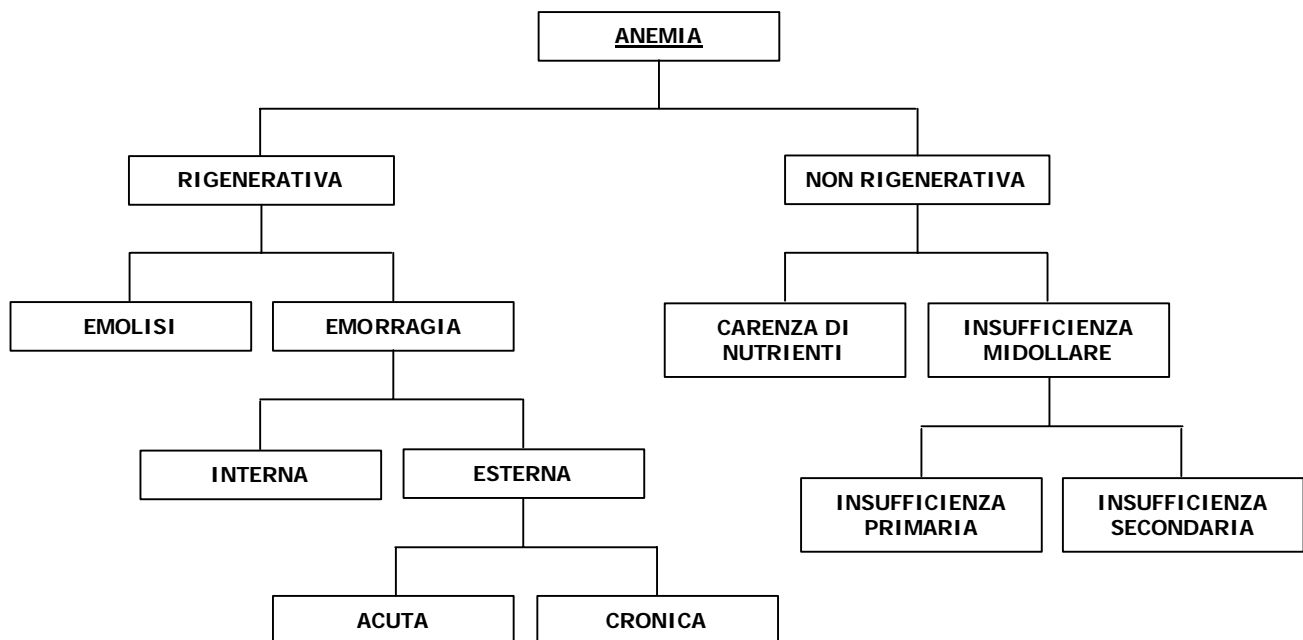 ANEMIA
RIGENERATIVA
NON RIGENERATIVA
EMOLISI
EMORRAGIA
CARENZA DI
NUTRIENTI
INSUFFICIENZA
MIDOLLARE
INTERNA
ESTERNA
INSUFFICIENZA
PRIMARIA
INSUFFICIENZA
SECONDARIA
ACUTA
CRONICA